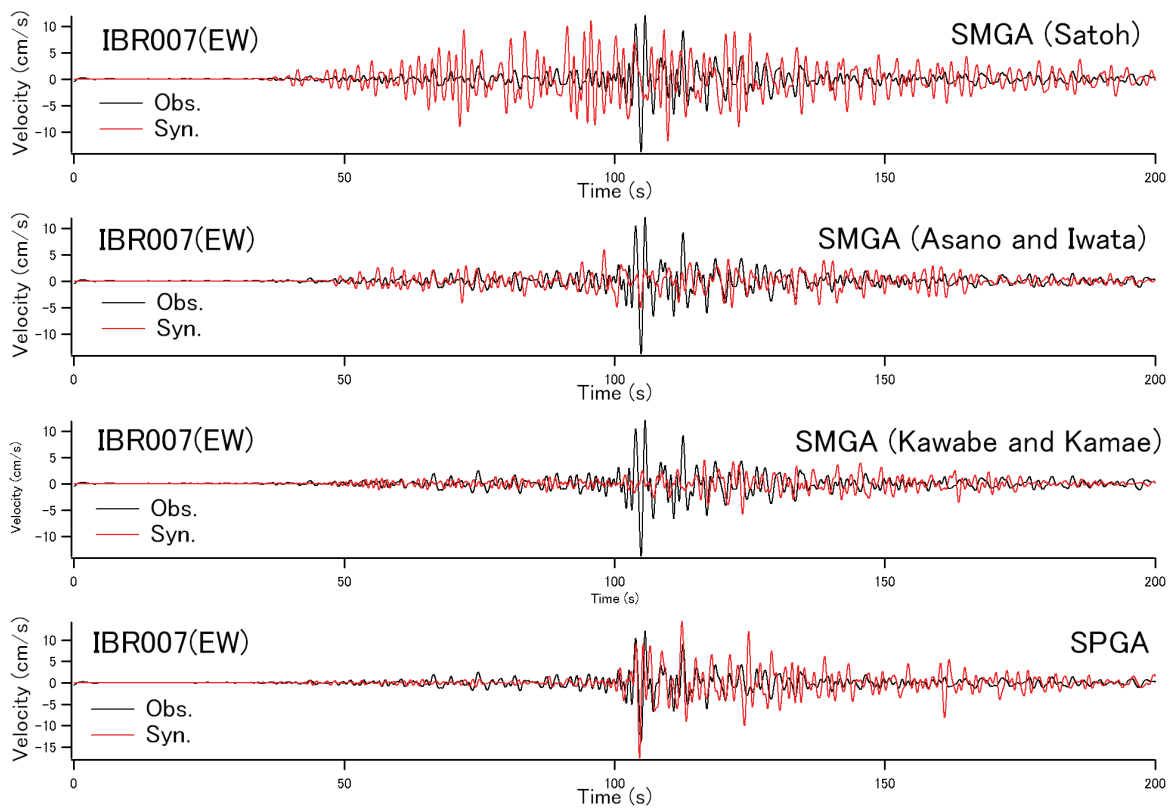 IBR007(EW)
SMGA (Satoh)
Velocity (cm/s)
10
5
0
-5
-10
Obs.
Syn.
0 50 100 150 200
Time (s)
IBR007(EW)
SMGA (Asano and Iwata)
Velocity (cm/s)
10
5
0
-5
-10
Obs.
Syn.
0 50 100 150 200
Time (s)
IBR007(EW)
SMGA (Kawabe and Kamae)
Velocity (cm/s)
10
5
0
-5
-10
Obs.
Syn.
0 50 100 150 200
Time (s)
IBR007(EW)
SPGA
Velocity (cm/s)
10
5
0
-5
-10
-15
Obs.
Syn.
0 50 100 150 200
Time (s)